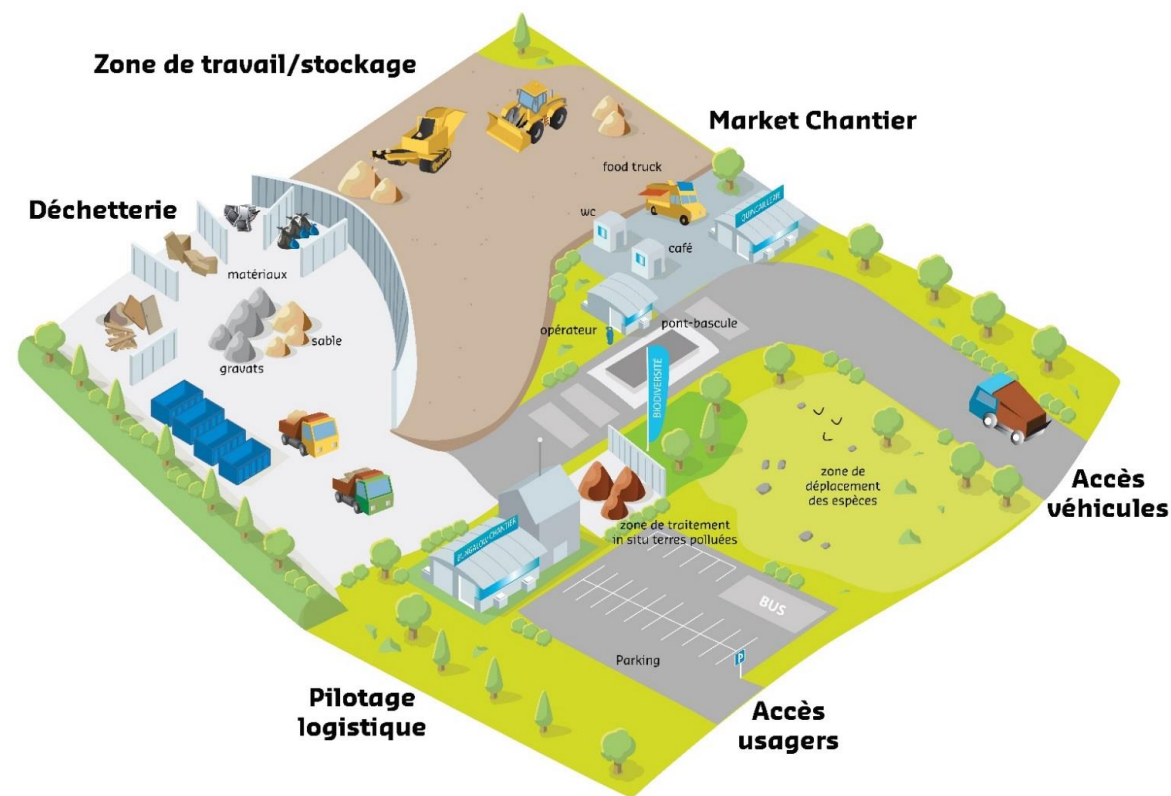 Zone de travail/stockage
Market Chantier
food truck
QUINCAILLERIE
Déchetterie
wc
café
matériaux
opérateur
pont-bascule
sable
gravats
BIODIVERSITÉ
zone de
déplacement
des espèces
Accès
véhicules
zone de traitement
in situ terres polluées
BUNGALOW CHANTIER
BUS
Parking
P
Pilotage
logistique
Accès
usagers